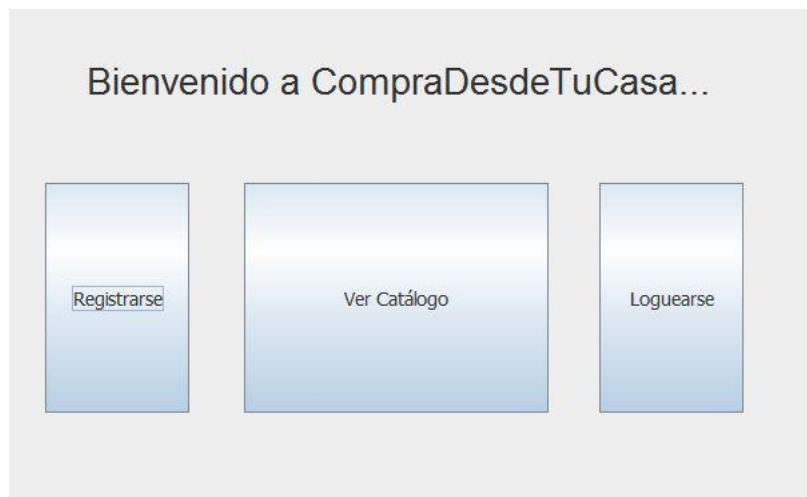 Bienvenido a CompraDesdeTuCasa...
Registrarse
Ver Catálogo
Loguearse